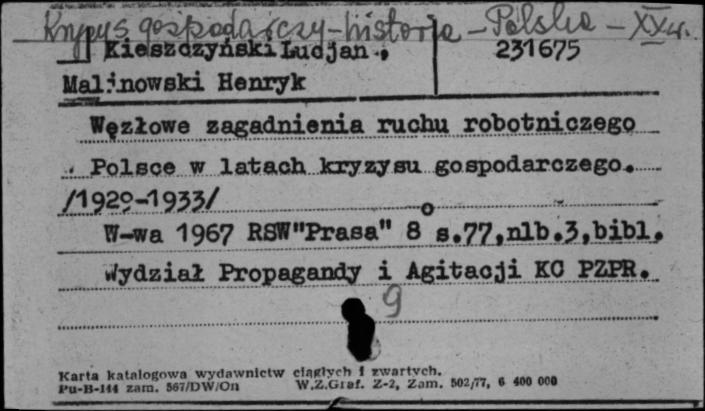 Kryzys gospodarczy - historia - Polska - XX w.
Kieszczyński Lucjan. 231675
Malinowski Henryk
Węzłowe zagadnienia ruchu robotniczego
. Polsce w latach kryzysu gospodarczego.
/1929-1933/
W-wa 1967 RSW"Prasa" 8° s.77,nlb.3,bibl.
Wydział Propagandy i Agitacji KC PZPR.
9
Karta katalogowa wydawnictw ciągłych i zwartych.
Pu-B-144 zam. 567/DW/On W.Z.Graf. Z-2, Zam. 502/77, 6 400 000